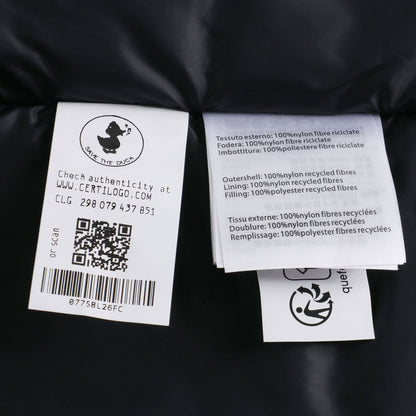 SAVE THE DUCK
Check authenticity at
WWW.CERTILOGO.COM
CLG 298 079 437 851
or scan
077SBL26FC
Tessuto esterno: 100%nylon fibre riciclate
Fodera: 100%nylon fibre riciclate
Imbottitura: 100%poliestere fibre riciclate
Outershell: 100%nylon recycled fibres
Lining: 100%nylon recycled fibres
Filling: 100%polyester recycled fibres
Tissu externe: 100%nylon fibres recyclées
Doublure: 100%nylon fibres recyclées
Remplissage: 100%polyester fibres recyclées